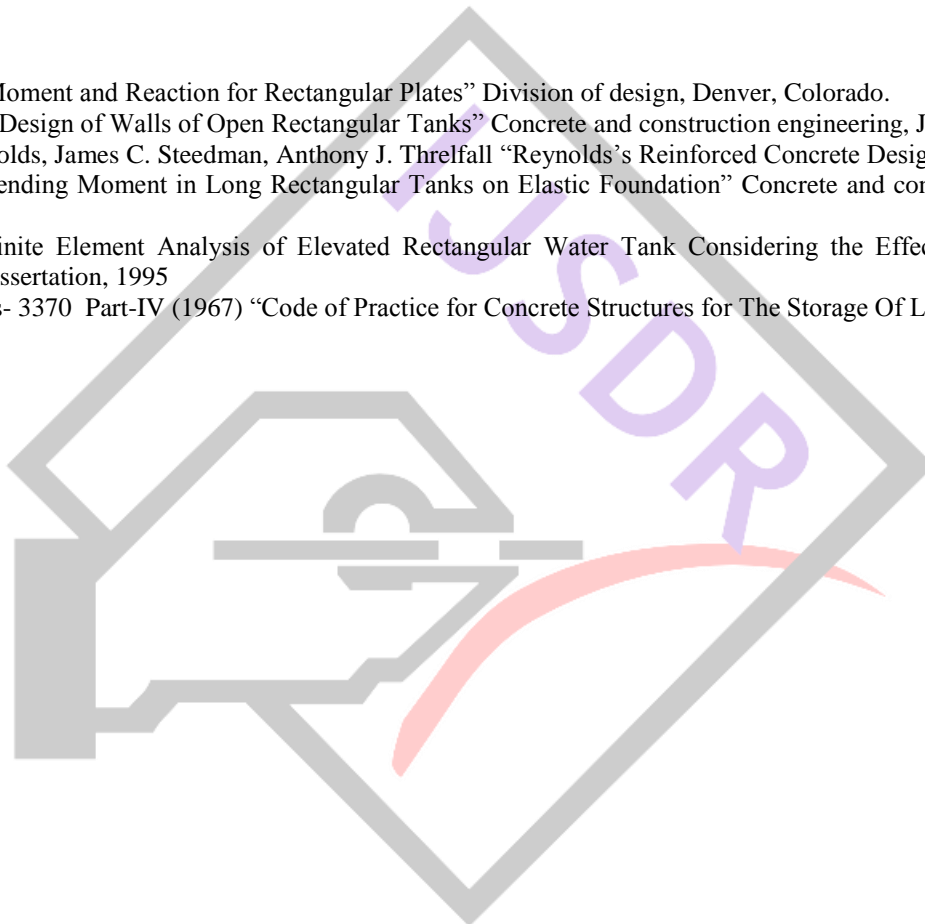 Moment and Reaction for Rectangular Plates” Division of design, Denver, Colorado.
Design of Walls of Open Rectangular Tanks” Concrete and construction engineering, J
olds, James C. Steedman, Anthony J. Threlfall “Reynolds’s Reinforced Concrete Desig
ending Moment in Long Rectangular Tanks on Elastic Foundation” Concrete and con
inite Element Analysis of Elevated Rectangular Water Tank Considering the Effec
ssertation, 1995
s- 3370 Part-IV (1967) “Code of Practice for Concrete Structures for The Storage Of L
IJSDR